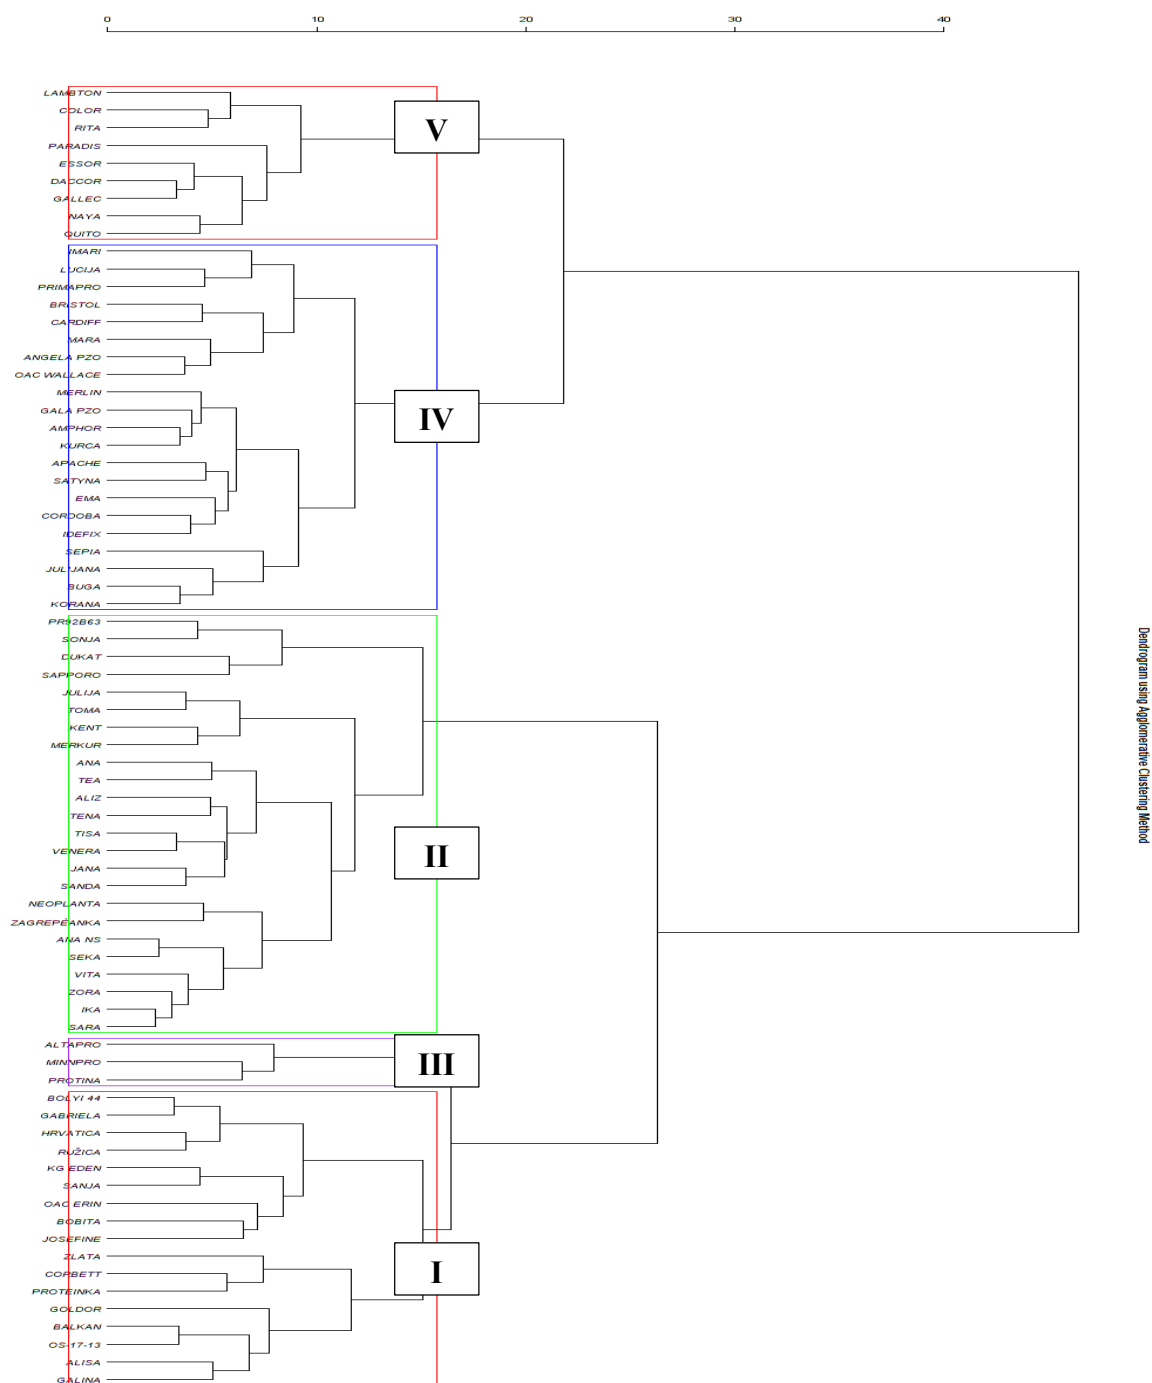 0 10 20 30 40
LAMBTON
COLOR
V
RITA
PARADIS
ESSOR
DACCOR
GALLEC
NAYA
QUITO
IMARI
LUCIJA
PRIMAPRO
BRISTOL
CARDIFF
MARA
ANGELA PZO
OAC WALLACE
MERLIN
GALA PZO
IV
AMPHOR
KURCA
APACHE
SATYNA
EMA
CORDOBA
IDEFIX
SEPIA
JULIJANA
BUGA
KORANA
PR92B63
SONJA
DUKAT
SAPPORO
JULIJA
TOMA
KENT
MERKUR
Dendrogram using Agglomerative Clustering Method
ANA
TEA
ALIZ
TENA
TISA
VENERA
II
JANA
SANDA
NEOPLANTA
ZAGREPÈANKA
ANA NS
SEKA
VITA
ZORA
IKA
SARA
ALTAPRO
MINNPRO
III
PROTINA
BOLYI 44
GABRIELA
HRVATICA
RUŽICA
KG EDEN
SANJA
OAC ERIN
BOBITA
JOSEFINE
ZLATA
CORBETT
I
PROTEINKA
GOLDOR
BALKAN
OS-17-13
ALISA
GALINA